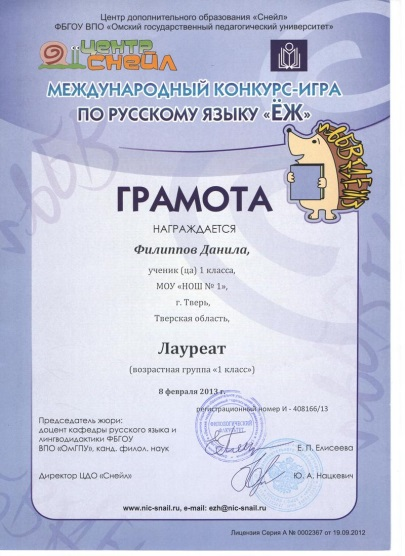 Центр дополнительного образования «Снейл»
ФБГОУ ВПО «Омский государственный педагогический университет»
ЦЕНТР
СНЕЙЛ
МЕЖДУНАРОДНЫЙ КОНКУРС-ИГРА
ПО РУССКОМУ ЯЗЫКУ «ЁЖ»
ГРАМОТА
НАГРАЖДАЕТСЯ
Филиппов Данила,
ученик (ца) 1 класса,
МОУ «НОШ № 1»,
г. Тверь,
Тверская область,
Лауреат
(возрастная группа «1 класс»)
8 февраля 2013 г.
регистрационный номер И - 408166/13
Председатель жюри:
доцент кафедры русского языка и
лингводидактики ФБГОУ
ВПО «ОмГПУ», канд. филол. наук
Е. П. Елисеева
Директор ЦДО «Снейл»
Ю. А. Нацкевич
www.nic-snail.ru, e-mail: ezh@nic-snail.com
Лицензия Серия А № 0002367 от 19.09.2012